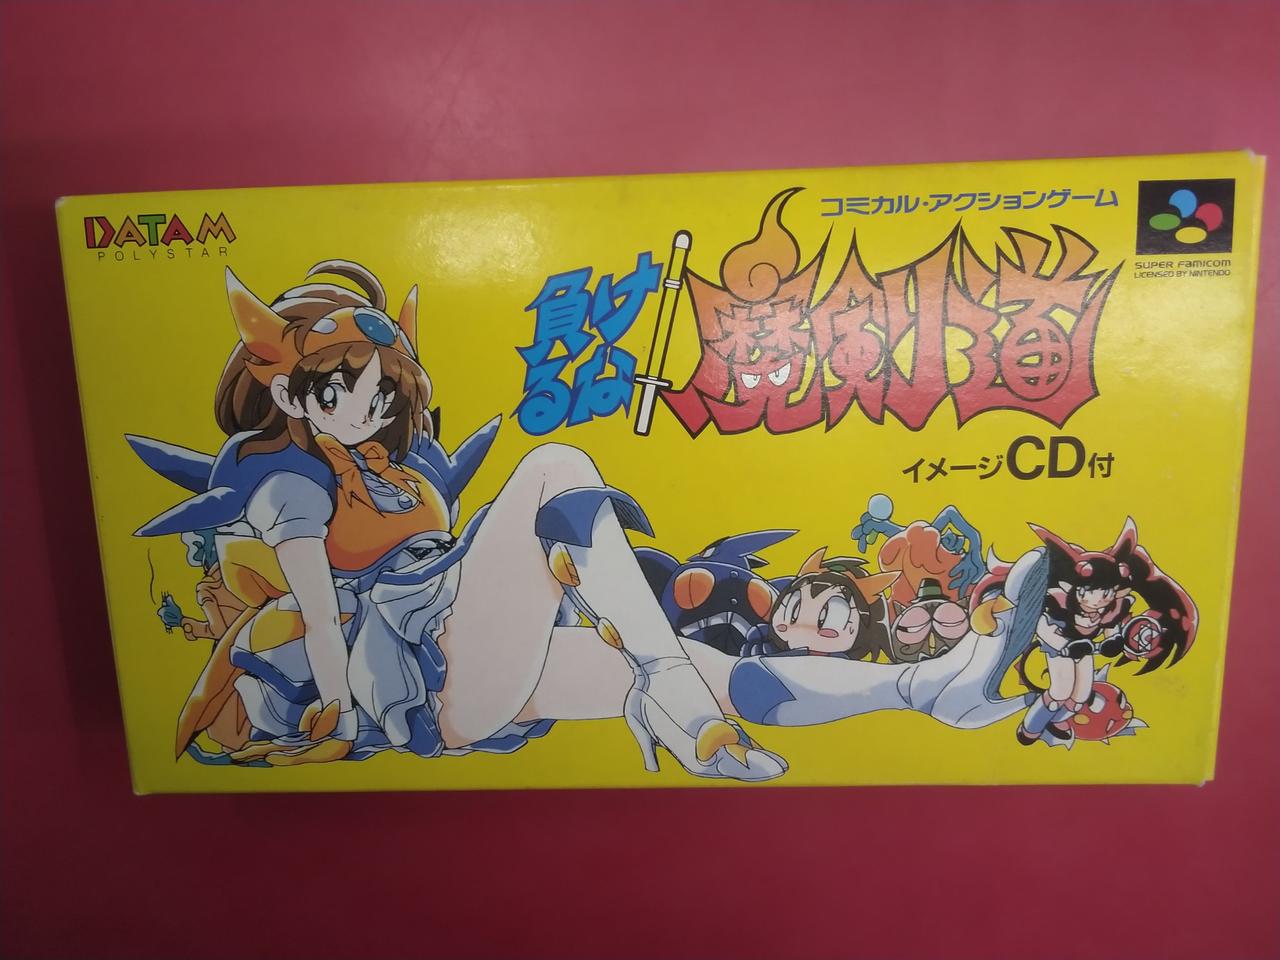 DATAM
POLYSTAR
コミカル・アクションゲーム
SUPER FAMICOM
LICENSED BY NINTENDO
負けるな
魔剣道
イメージCD付